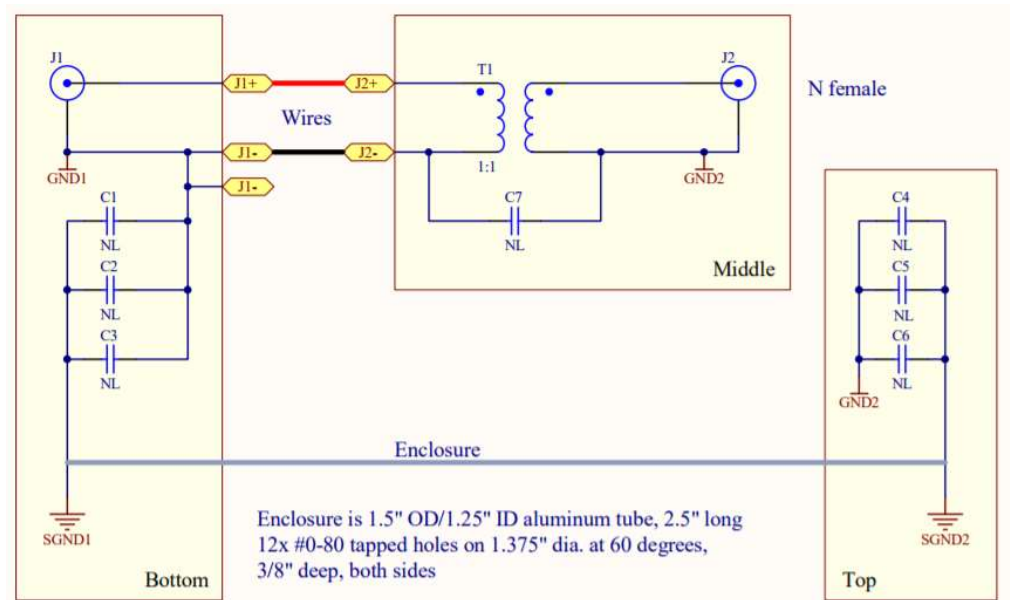 J1
J1+
J2+
T1
J2
N female
Wires
J1-
J2-
GND1
1:1
GND2
J1-
C1
NL
C7
NL
C4
NL
C2
NL
Middle
C5
NL
C3
NL
C6
NL
GND2
Enclosure
Enclosure is 1.5" OD/1.25" ID aluminum tube, 2.5" long
12x #0-80 tapped holes on 1.375" dia. at 60 degrees,
3/8" deep, both sides
SGND1
SGND2
Bottom
Top